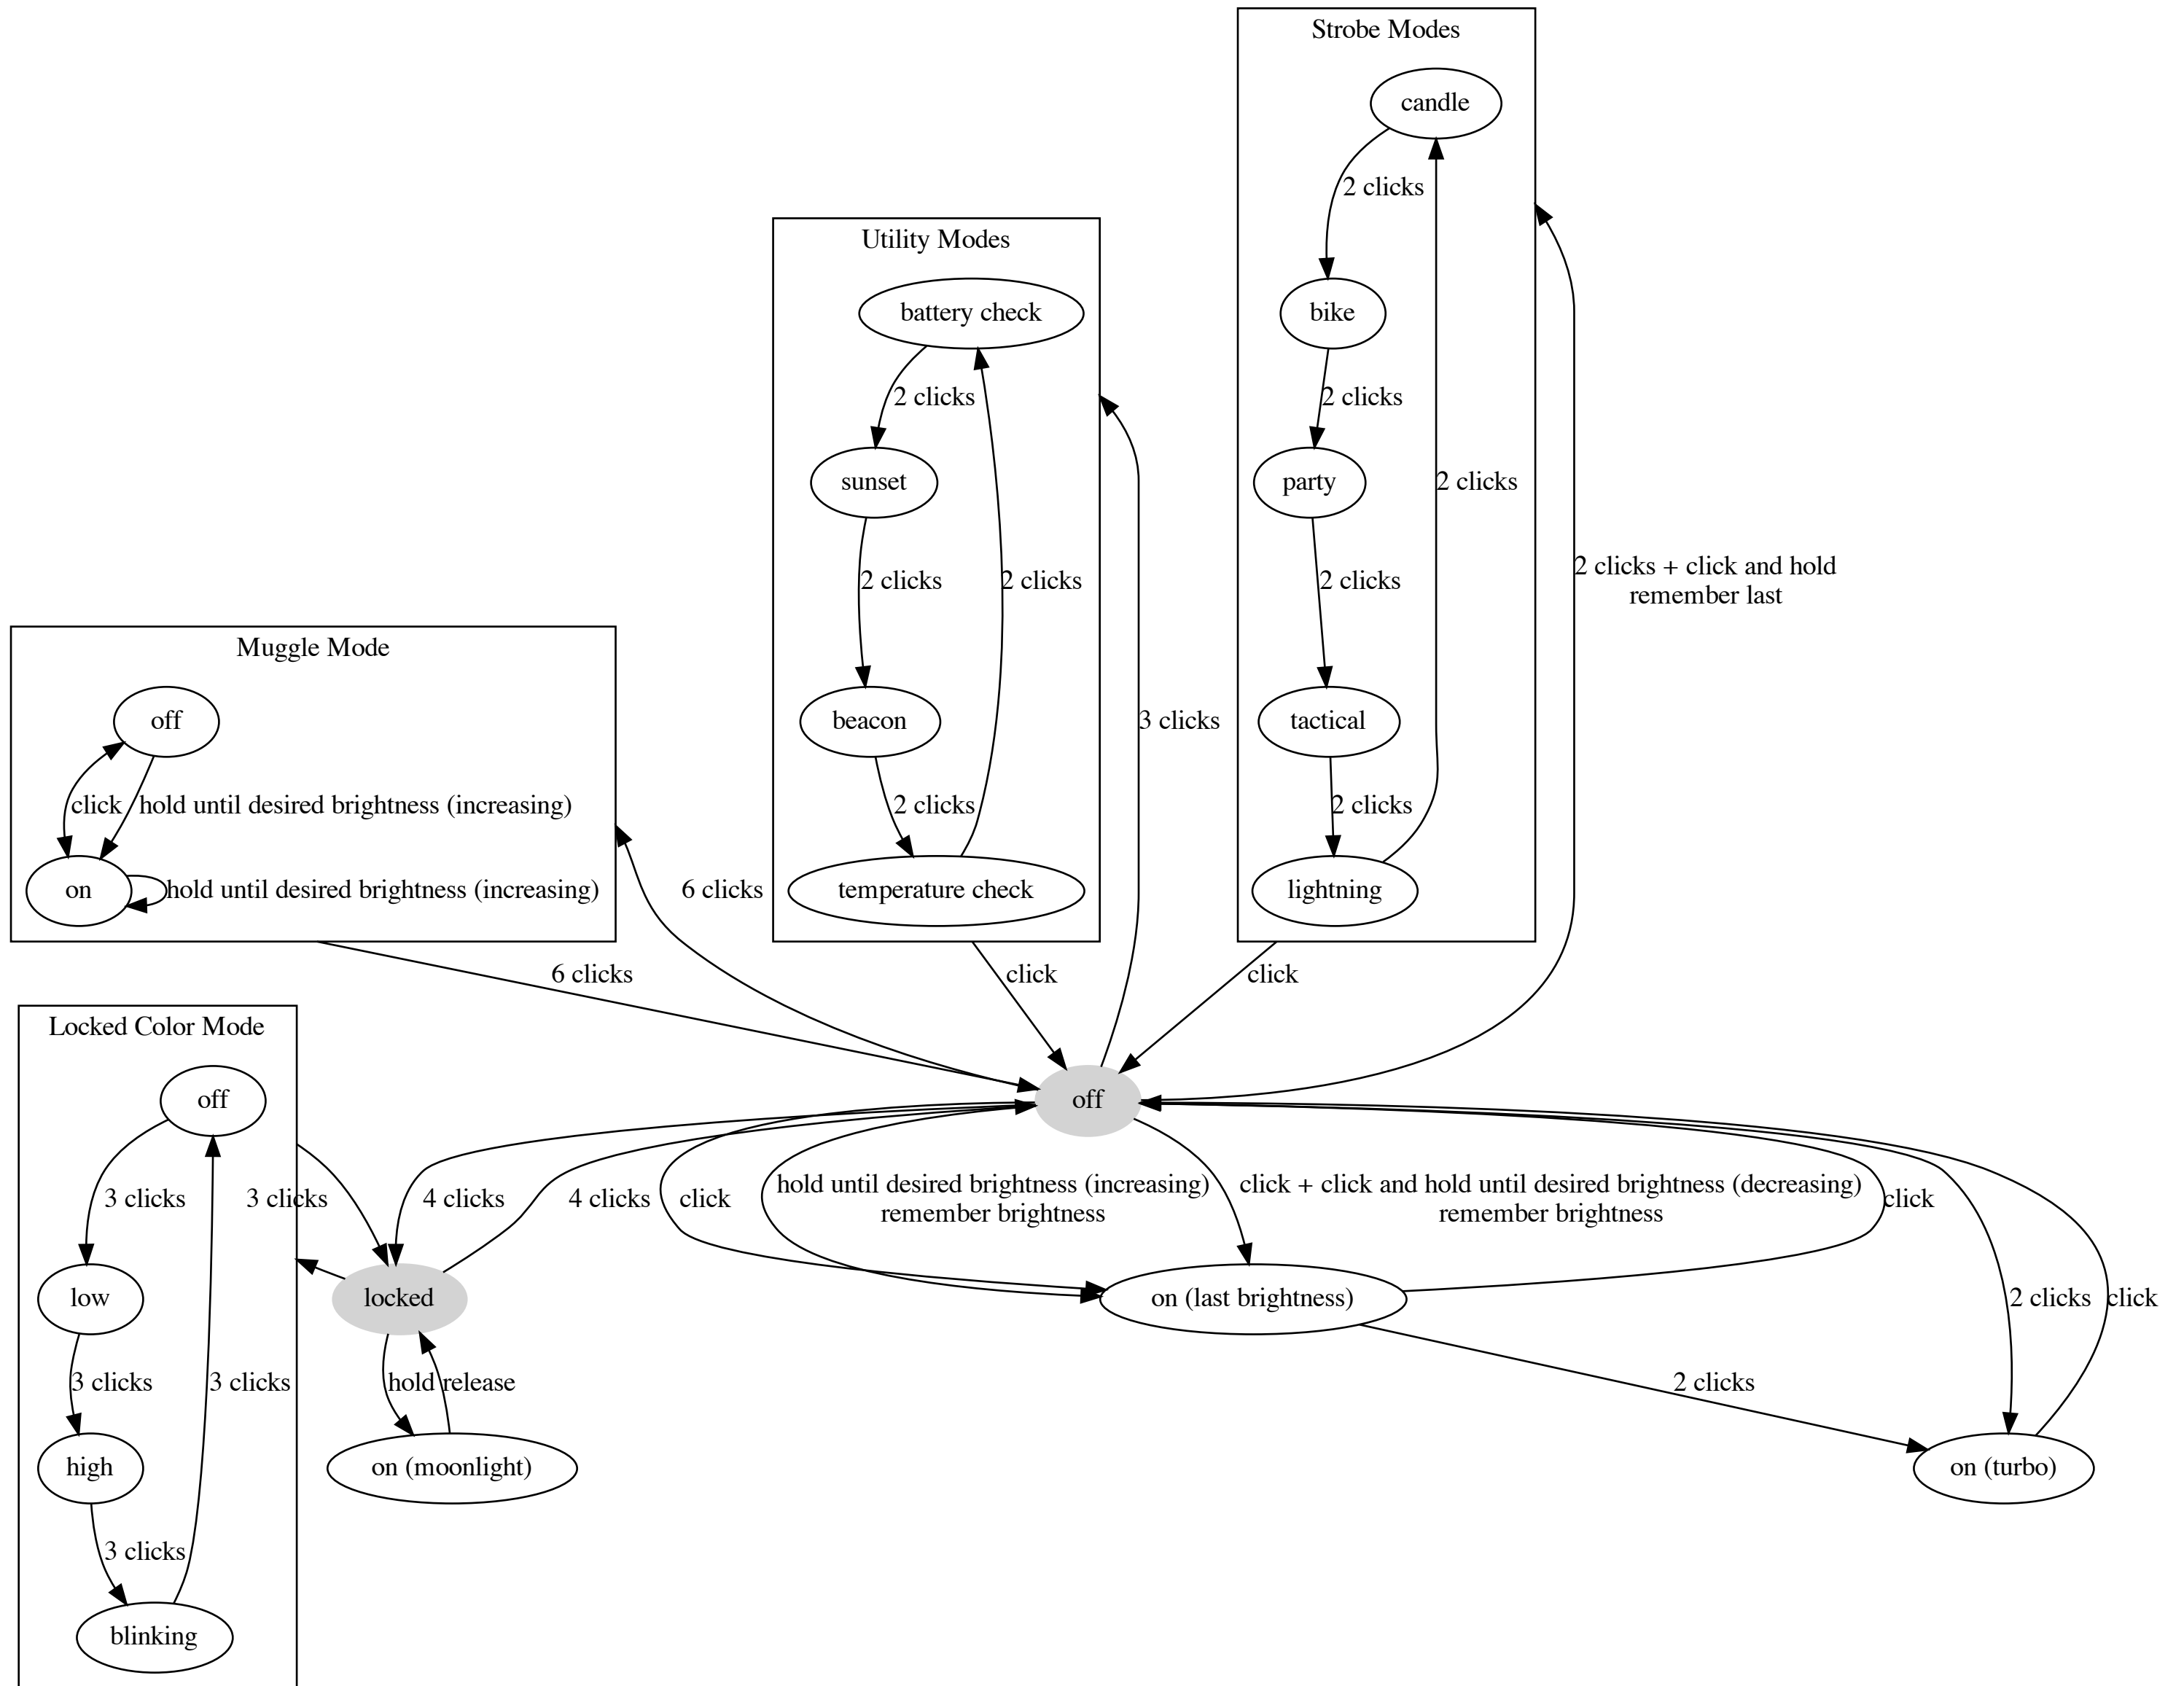 Strobe Modes
candle
2 clicks
Utility Modes
bike
battery check
2 clicks
2 clicks
sunset
party
2 clicks
2 clicks + click and hold
remember last
2 clicks
2 clicks
2 clicks
Muggle Mode
off
beacon
3 clicks
tactical
click
hold until desired brightness (increasing)
2 clicks
2 clicks
on
hold until desired brightness (increasing)
6 clicks
temperature check
lightning
6 clicks
click
click
Locked Color Mode
off
off
3 clicks
3 clicks
4 clicks
4 clicks
click
hold until desired brightness (increasing)
remember brightness
click + click and hold until desired brightness (decreasing)
remember brightness
click
low
locked
on (last brightness)
2 clicks
click
3 clicks
3 clicks
hold
release
2 clicks
high
on (moonlight)
on (turbo)
3 clicks
blinking